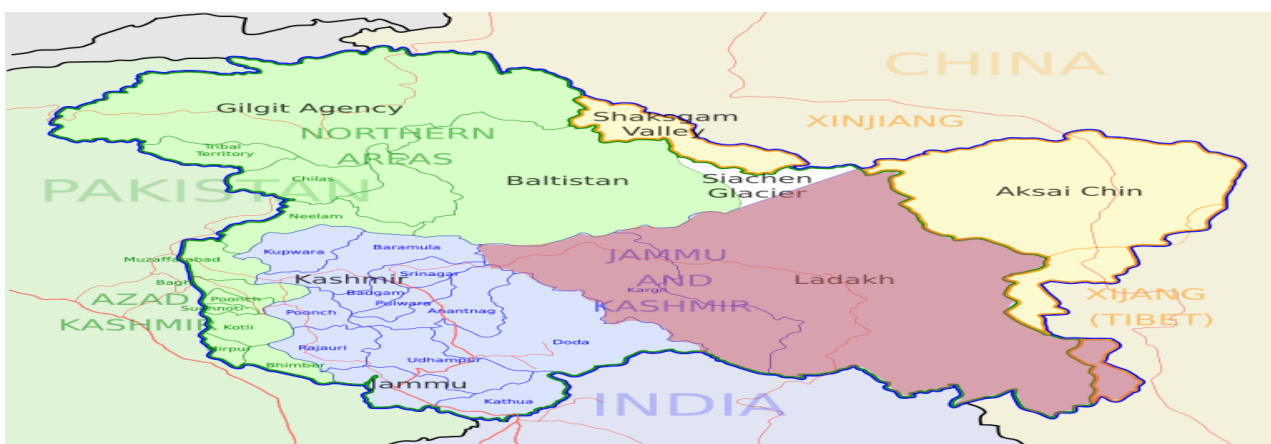 CHINA
Gilgit Agency
Shaksgam
Valley
XINJIANG
NORTHERN
AREAS
Tribal
Territory
Chilas
PAKISTAN
Baltistan
Siachen
Glacier
Aksai Chin
Neelam
Kupwara
Baramula
Muzaffarabad
JAMMU
AND
KASHMIR
Ladakh
Kargil
Srinagar
Kashmir
Badgam
Pulwara
Anantnag
Bagh
AZAD
KASHMIR
Poonch
Sudhnoti
Poonch
Kotli
XIJANG
(TIBET)
Mirpur
Rajauri
Doda
Udhampur
Bhimber
Jammu
Kathua
INDIA